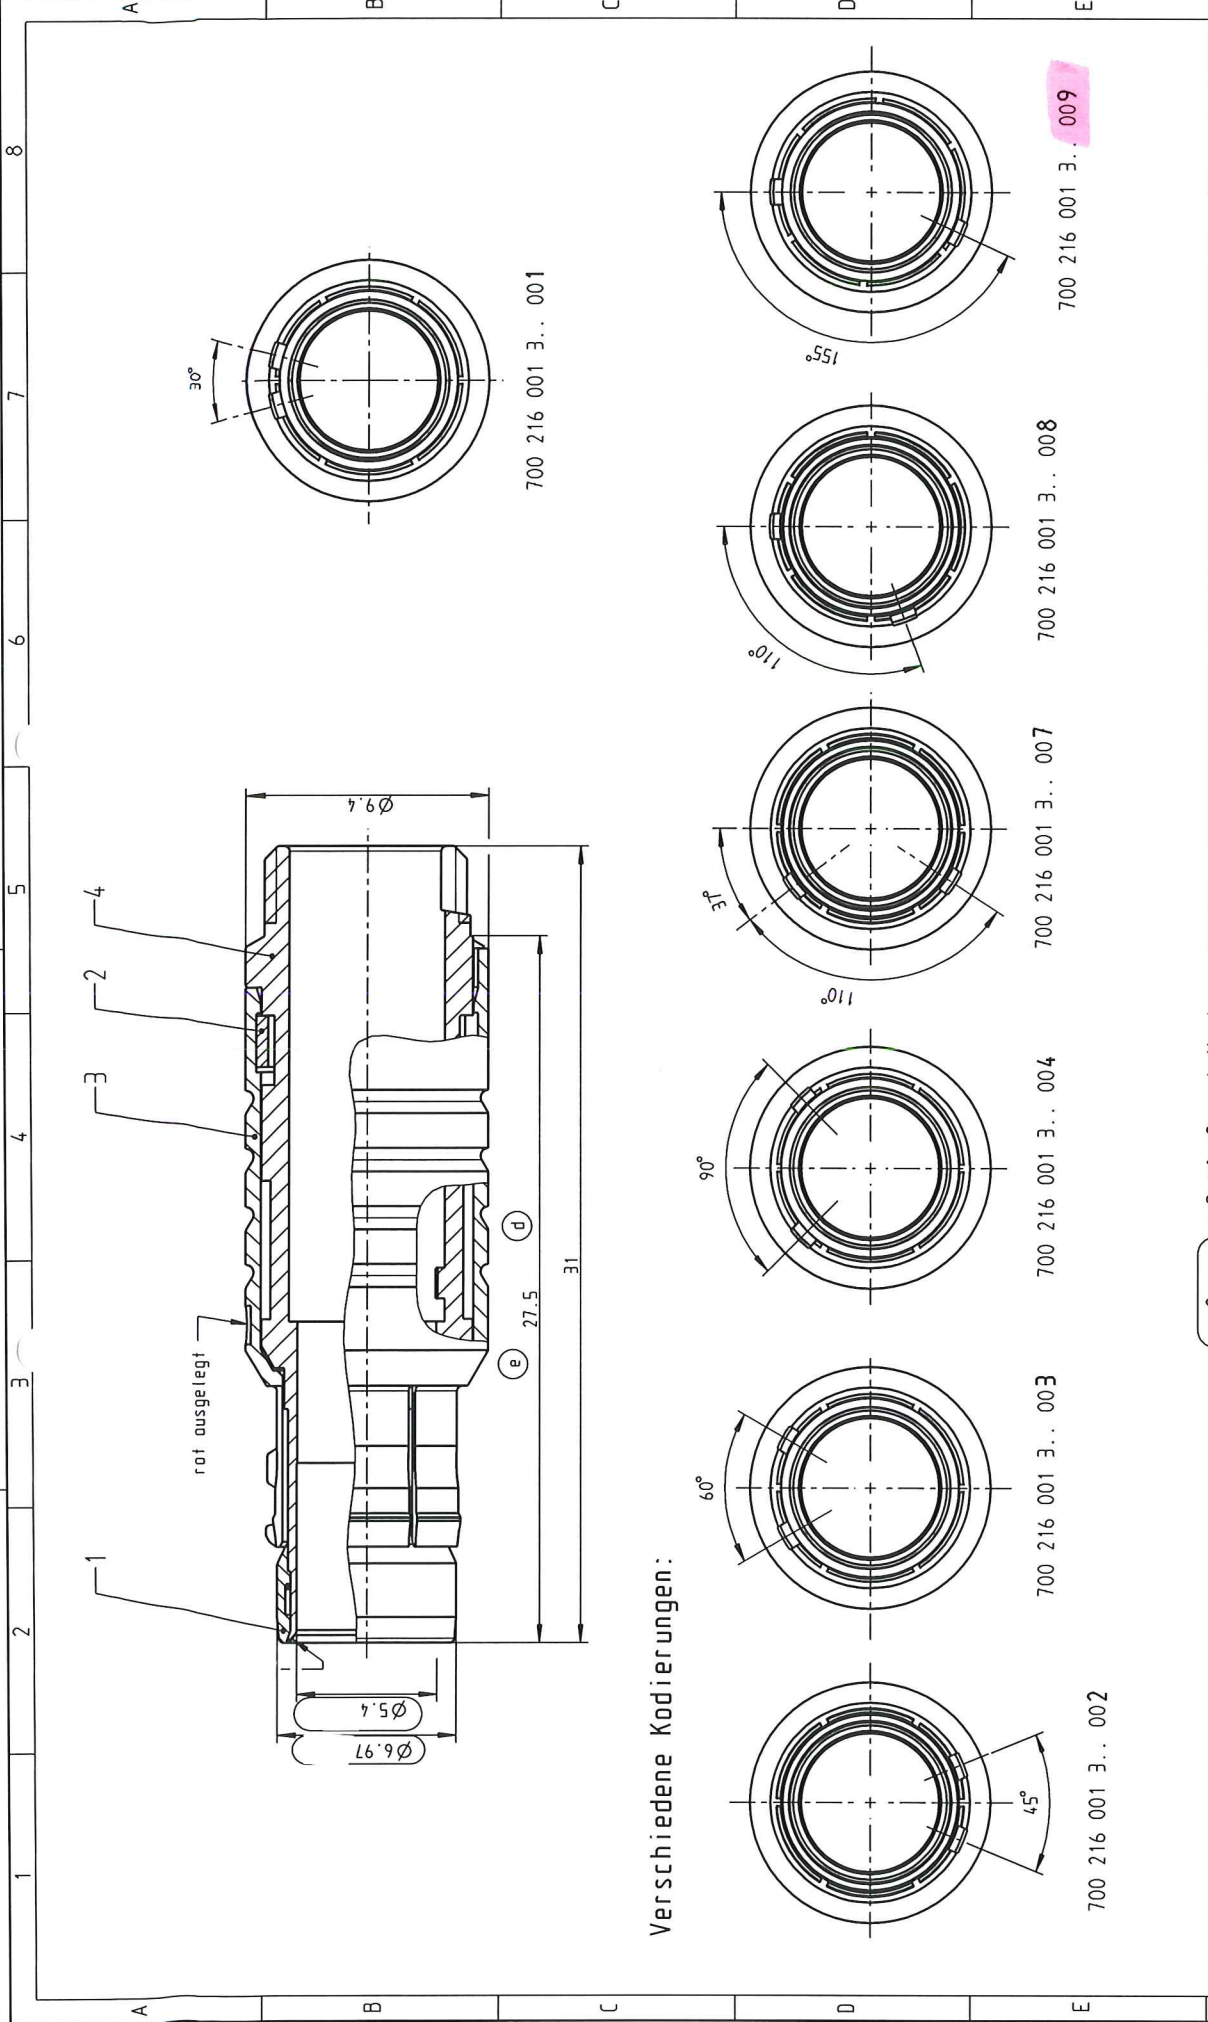 1 2 3 4 5 6 7 8
A
B
C
D
E
A
B
C
D
E
1
3
2
4
rot ausgelegt
Ø6.97
Ø5.4
Ø9.4
e
d
27.5
31
30°
700 216 001 3.. 001
Verschiedene Kodierungen:
45°
700 216 001 3.. 002
60°
700 216 001 3.. 003
90°
700 216 001 3.. 004
37°
110°
700 216 001 3.. 007
110°
700 216 001 3.. 008
155°
700 216 001 3.. 009